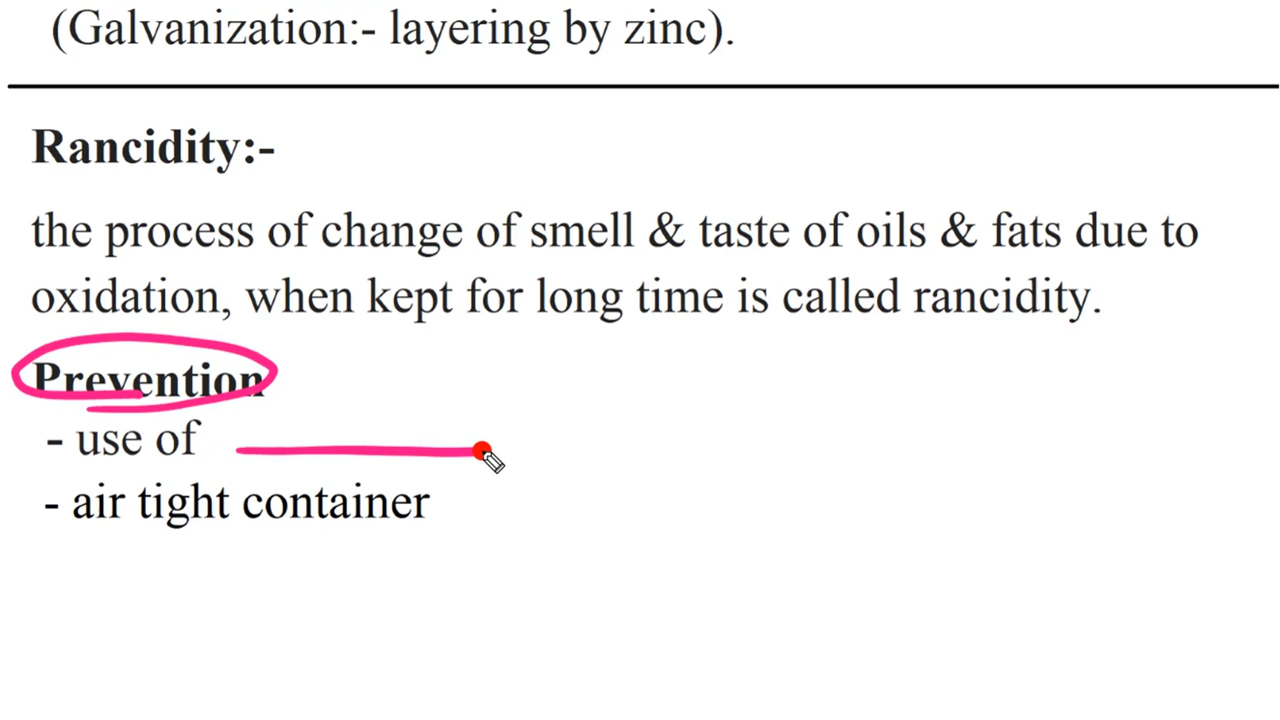 (Galvanization:- layering by zinc).
Rancidity:-
the process of change of smell & taste of oils & fats due to
oxidation, when kept for long time is called rancidity.
Prevention
- use of
- air tight container